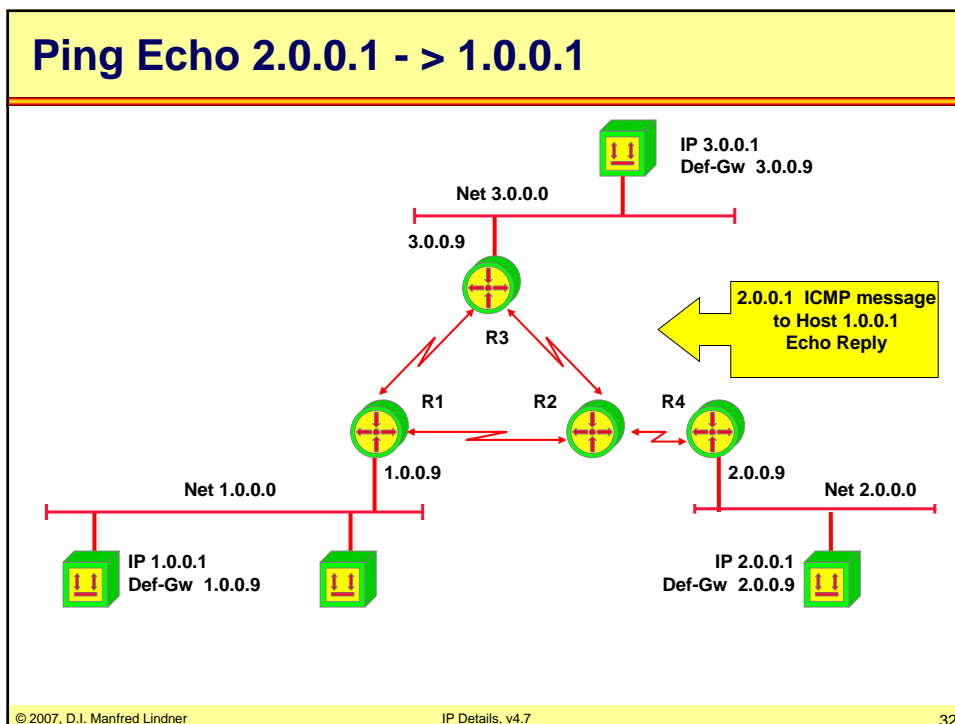 Ping Echo 2.0.0.1 - > 1.0.0.1
IP 3.0.0.1
Def-Gw 3.0.0.9
Net 3.0.0.0
3.0.0.9
2.0.0.1 ICMP message
to Host 1.0.0.1
Echo Reply
R3
R1
R2
R4
1.0.0.9
2.0.0.9
Net 1.0.0.0
Net 2.0.0.0
IP 1.0.0.1
Def-Gw 1.0.0.9
IP 2.0.0.1
Def-Gw 2.0.0.9
© 2007, D.I. Manfred Lindner
IP Details, v4.7
32